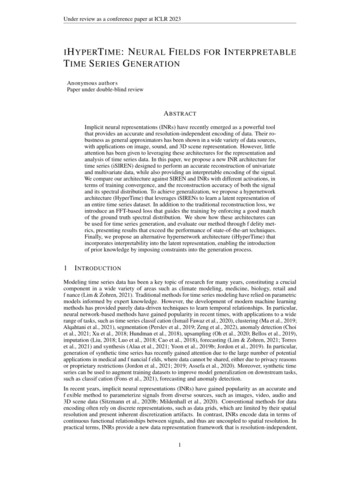 Under review as a conference paper at ICLR 2023
IHYPERTIME: NEURAL FIELDS FOR INTERPRETABLE
TIME SERIES GENERATION
Anonymous authors
Paper under double-blind review
ABSTRACT
Implicit neural representations (INRs) have recently emerged as a powerful tool
that provides an accurate and resolution-independent encoding of data. Their ro-
bustness as general approximators has been shown in a wide variety of data sources,
with applications on image, sound, and 3D scene representation. However, little
attention has been given to leveraging these architectures for the representation and
analysis of time series data. In this paper, we propose a new INR architecture for
time series (iSIREN) designed to perform an accurate reconstruction of univariate
and multivariate data, while also providing an interpretable encoding of the signal.
We compare our architecture against SIREN and INRs with different activations, in
terms of training convergence, and the reconstruction accuracy of both the signal
and its spectral distribution. To achieve generalization, we propose a hypernetwork
architecture (HyperTime) that leverages iSIRENs to learn a latent representation of
an entire time series dataset. In addition to the traditional reconstruction loss, we
introduce an FFT-based loss that guides the training by enforcing a good match
of the ground truth spectral distribution. We show how these architectures can
be used for time series generation, and evaluate our method through f delity met-
rics, presenting results that exceed the performance of state-of-the-art techniques.
Finally, we propose an alternative hypernetwork architecture (iHyperTime) that
incorporates interpretability into the latent representation, enabling the introduction
of prior knowledge by imposing constraints into the generation process.
1 INTRODUCTION
Modeling time series data has been a key topic of research for many years, constituting a crucial
component in a wide variety of areas such as climate modeling, medicine, biology, retail and
f nance (Lim & Zohren, 2021). Traditional methods for time series modeling have relied on parametric
models informed by expert knowledge. However, the development of modern machine learning
methods has provided purely data-driven techniques to learn temporal relationships. In particular,
neural network-based methods have gained popularity in recent times, with applications to a wide
range of tasks, such as time series classif cation (Ismail Fawaz et al., 2020), clustering (Ma et al., 2019;
Alqahtani et al., 2021), segmentation (Perslev et al., 2019; Zeng et al., 2022), anomaly detection (Choi
et al., 2021; Xu et al., 2018; Hundman et al., 2018), upsampling (Oh et al., 2020; Bellos et al., 2019),
imputation (Liu, 2018; Luo et al., 2018; Cao et al., 2018), forecasting (Lim & Zohren, 2021; Torres
et al., 2021) and synthesis (Alaa et al., 2021; Yoon et al., 2019b; Jordon et al., 2019). In particular,
generation of synthetic time series has recently gained attention due to the large number of potential
applications in medical and f nancial f elds, where data cannot be shared, either due to privacy reasons
or proprietary restrictions (Jordon et al., 2021; 2019; Assefa et al., 2020). Moreover, synthetic time
series can be used to augment training datasets to improve model generalization on downstream tasks,
such as classif cation (Fons et al., 2021), forecasting and anomaly detection.
In recent years, implicit neural representations (INRs) have gained popularity as an accurate and
f exible method to parameterize signals from diverse sources, such as images, video, audio and
3D scene data (Sitzmann et al., 2020b; Mildenhall et al., 2020). Conventional methods for data
encoding often rely on discrete representations, such as data grids, which are limited by their spatial
resolution and present inherent discretization artifacts. In contrast, INRs encode data in terms of
continuous functional relationships between signals, and thus are uncoupled to spatial resolution. In
practical terms, INRs provide a new data representation framework that is resolution-independent,
1